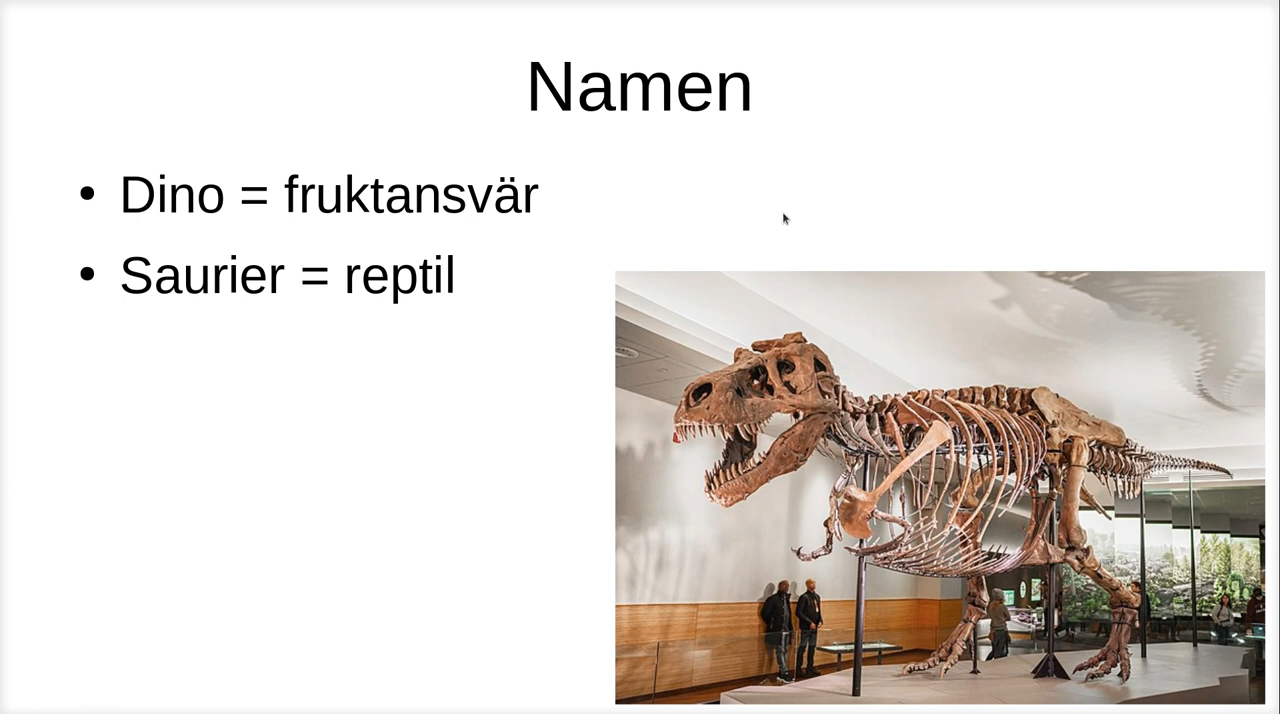 Namen
• Dino = fruktansvär
• Saurier = reptil